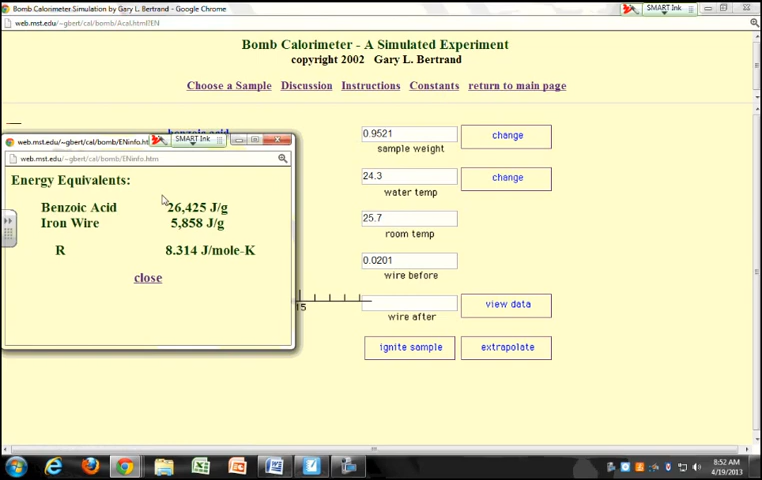 Bomb Calorimeter Simulation by Gary L. Bertrand - Google Chrome
SMART Ink
web.mst.edu/~gbert/cal/bomb/Acal.html?EN
Bomb Calorimeter - A Simulated Experiment
copyright 2002 Gary L. Bertrand
Choose a Sample Discussion Instructions Constants return to main page
benzoic acid
0.9521
sample weight
change
24.3
water temp
change
25.7
room temp
0.0201
wire before
wire after
view data
ignite sample
extrapolate
15
web.mst.edu/~gbert/cal/bomb/ENinfo.htm
SMART Ink
web.mst.edu/~gbert/cal/bomb/ENinfo.htm
Energy Equivalents:
Benzoic Acid 26,425 J/g
Iron Wire 5,858 J/g
R 8.314 J/mole-K
close
8:52 AM
4/19/2013